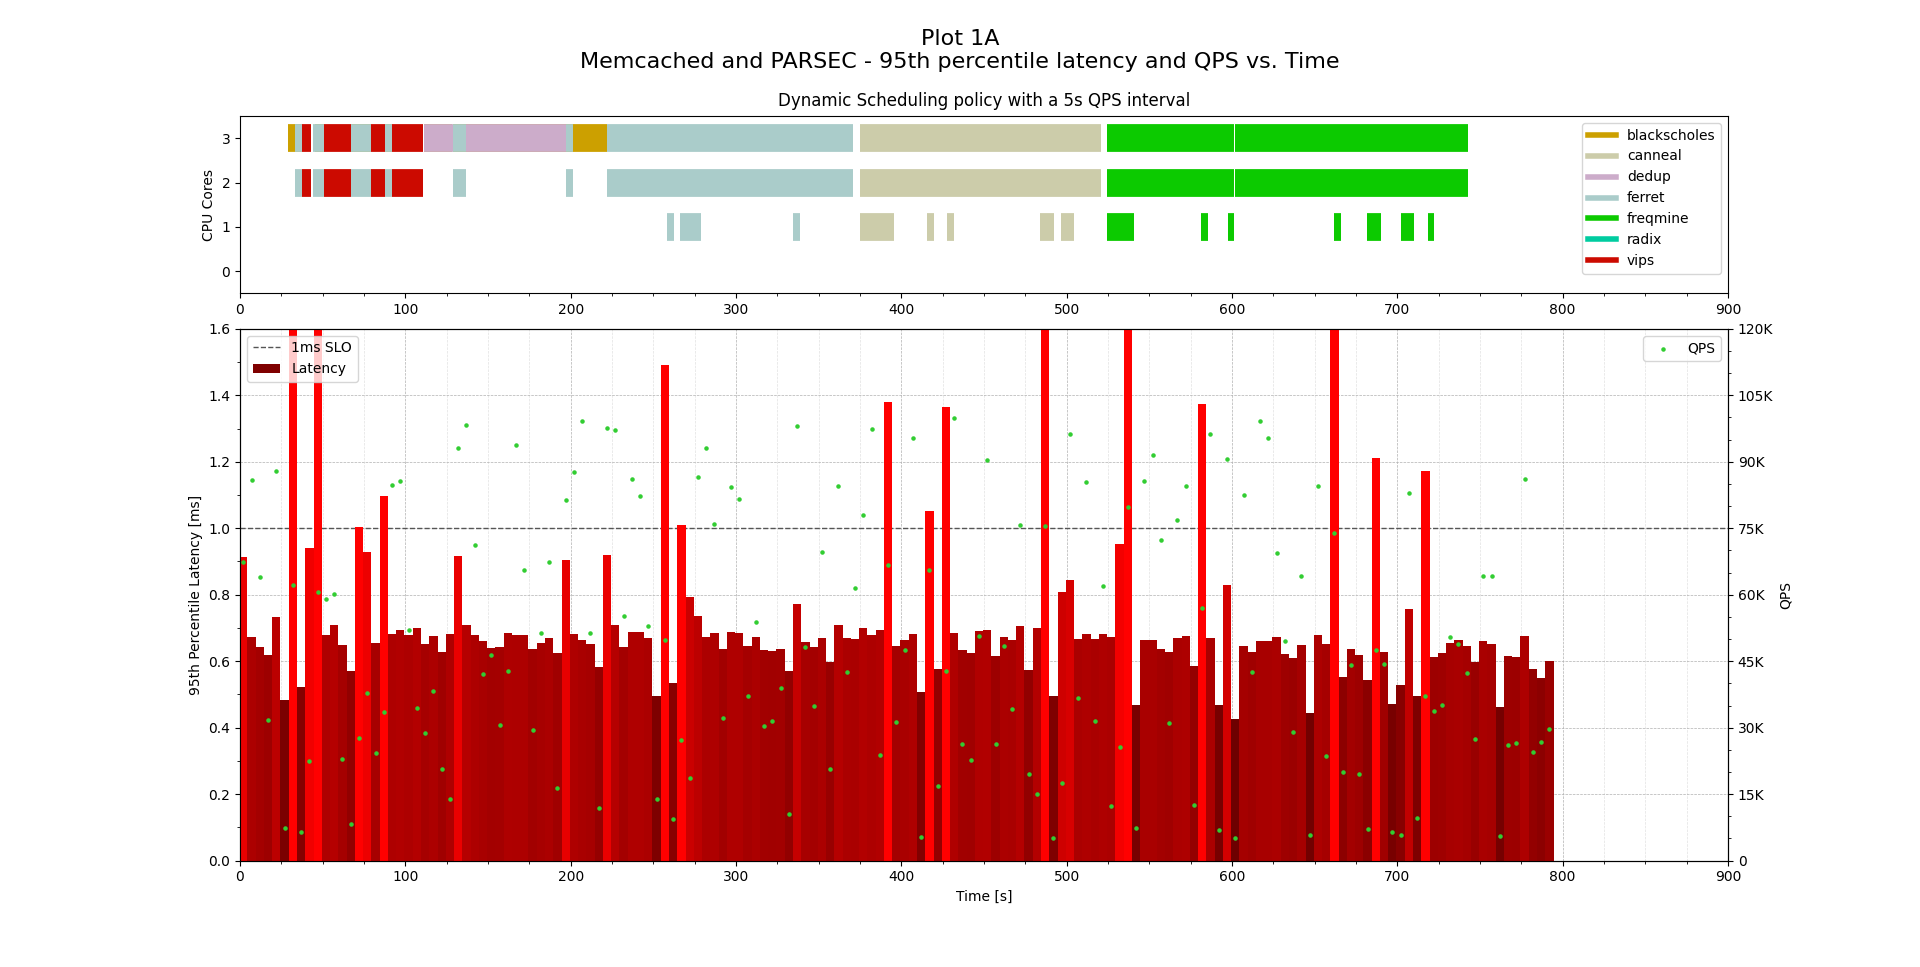 Plot 1A
Memcached and PARSEC - 95th percentile latency and QPS vs. Time
Dynamic Scheduling policy with a 5s QPS interval
CPU Cores
3
2
1
0
blackscholes
canneal
dedup
ferret
freqmine
radix
vips
0 100 200 300 400 500 600 700 800 900
95th Percentile Latency [ms]
1.6
1.4
1.2
1.0
0.8
0.6
0.4
0.2
0.0
1ms SLO
Latency
QPS
120K
105K
90K
75K
60K
45K
30K
15K
0
QPS
0 100 200 300 400 500 600 700 800 900
Time [s]